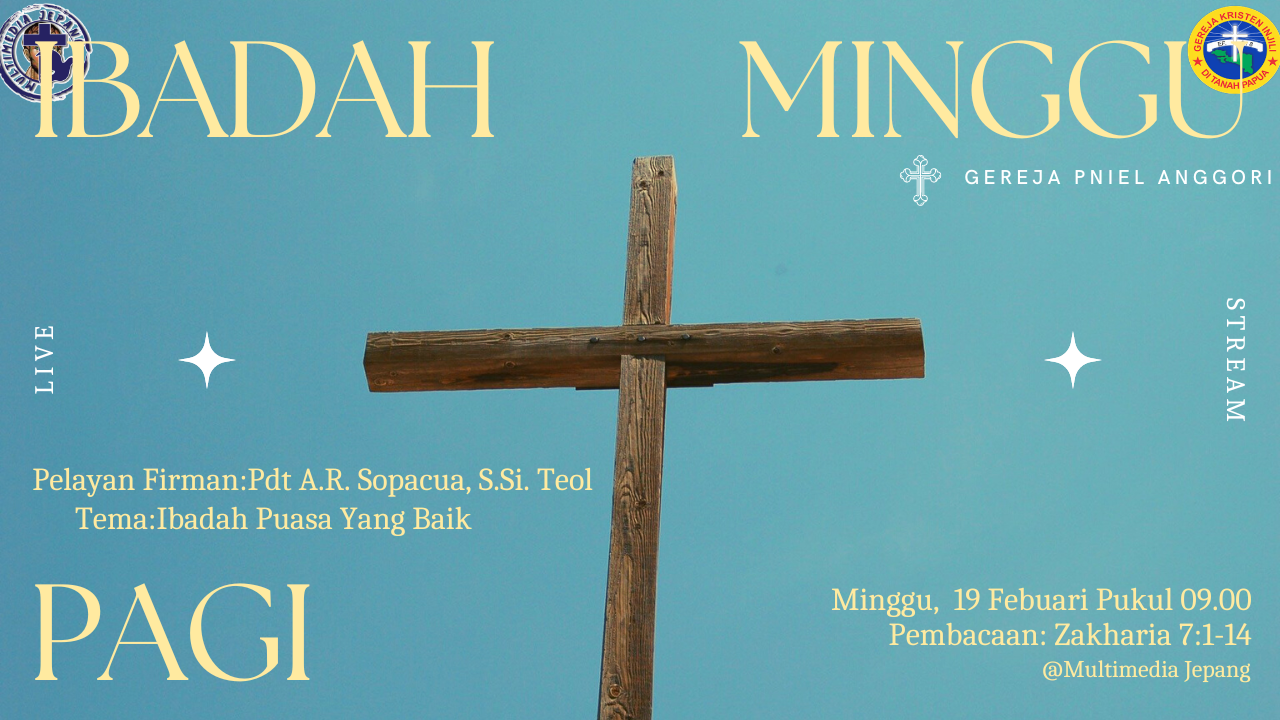 MULTIMEDIA JEPANG
IBADAH MINGGU
GEREJA KRISTEN INJILI
DI TANAH PAPUA
GEREJA PNIEL ANGGORI
LIVE
STREAM
Pelayan Firman:Pdt A.R. Sopacua, S.Si. Teol
Tema:Ibadah Puasa Yang Baik
PAGI
Minggu, 19 Febuari Pukul 09.00
Pembacaan: Zakharia 7:1-14
@Multimedia Jepang